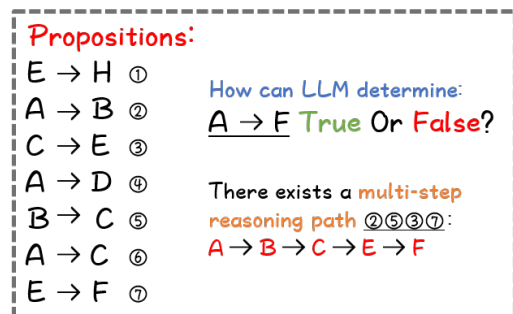 Propositions:
E → H ①
A → B ②
C → E ③
A → D ④
B → C ⑤
A → C ⑥
E → F ⑦
How can LLM determine:
A → F True Or False?
There exists a multi-step
reasoning path ②⑤③⑦:
A → B → C → E → F